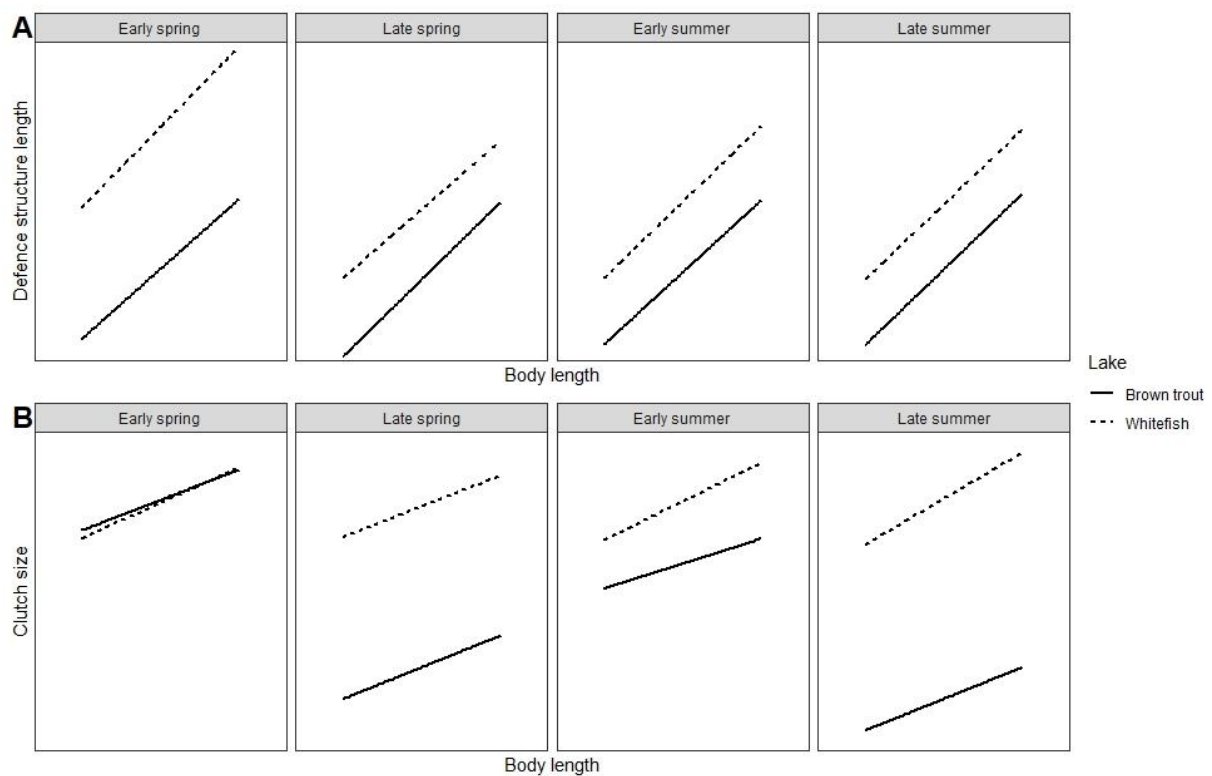 A
Early spring
Late spring
Early summer
Late summer
Defence structure length
Body length
Lake
Brown trout
Whitefish
B
Early spring
Late spring
Early summer
Late summer
Clutch size
Body length